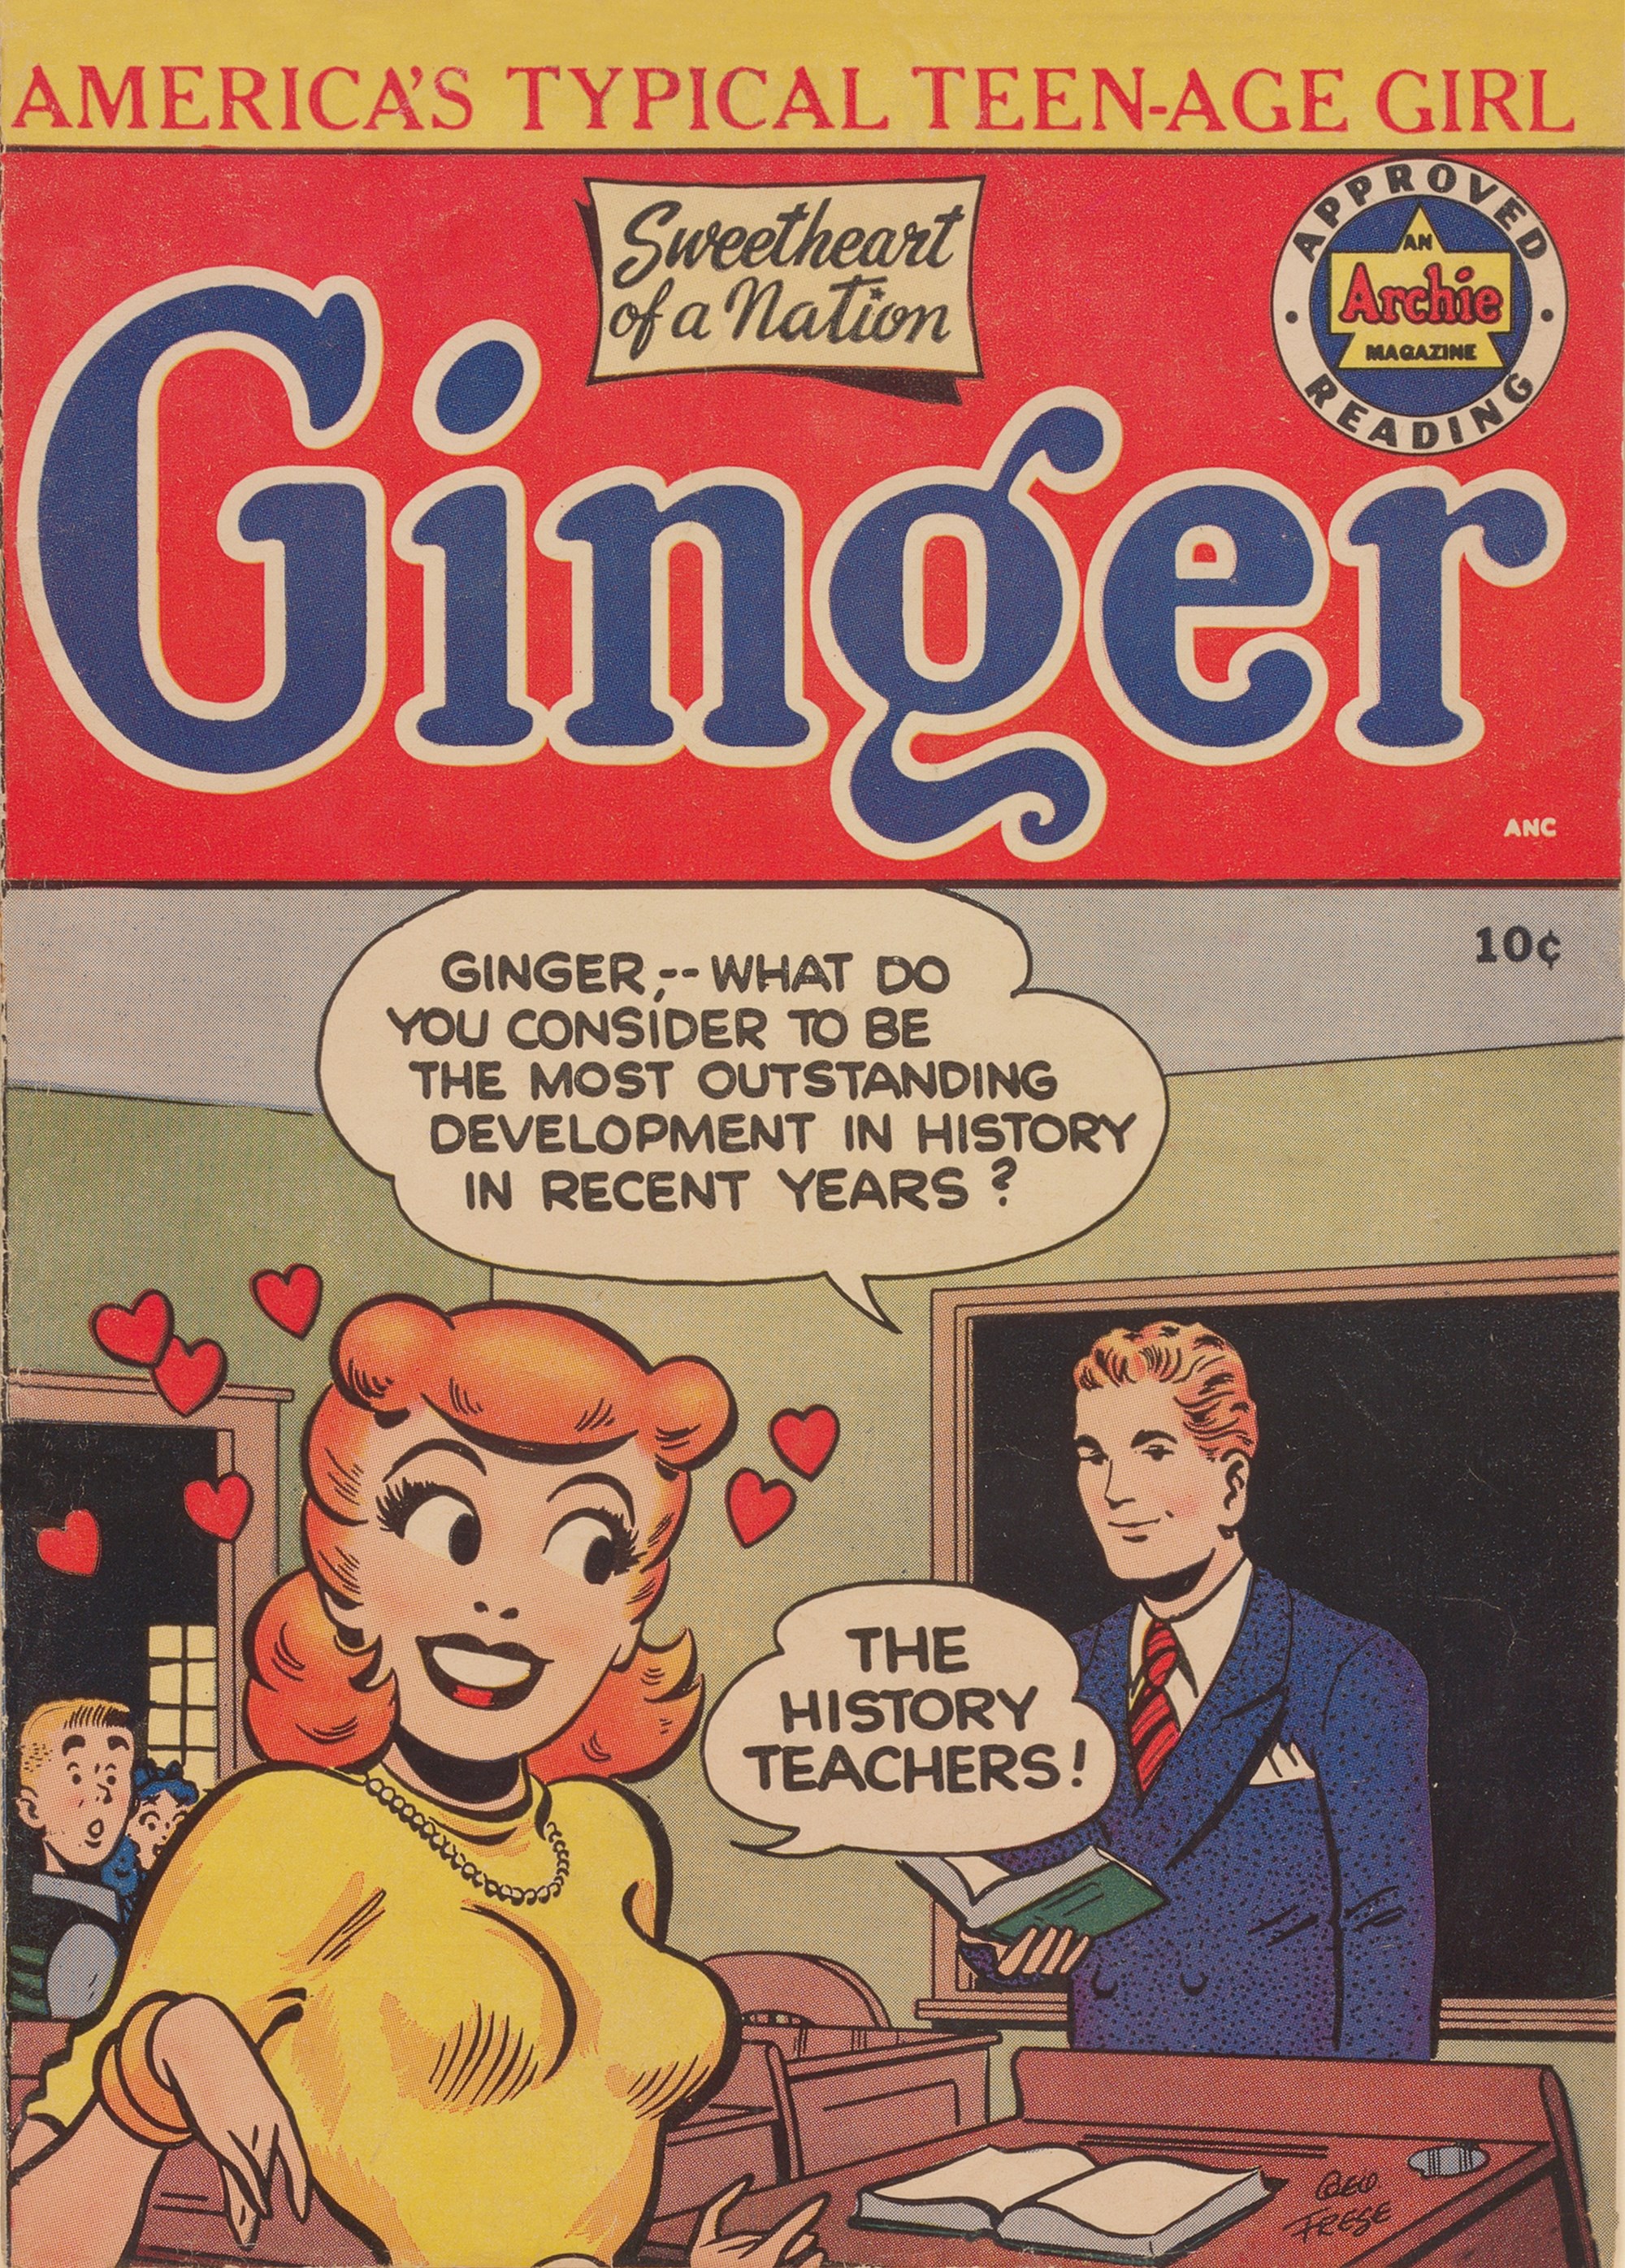 AMERICA'S TYPICAL TEEN-AGE GIRL
Sweetheart
of a Nation
APPROVED
AN
Archie
MAGAZINE
READING
Ginger
ANC
10¢
GINGER,-- WHAT DO
YOU CONSIDER TO BE
THE MOST OUTSTANDING
DEVELOPMENT IN HISTORY
IN RECENT YEARS?
THE
HISTORY
TEACHERS!
GEO.
FRESE